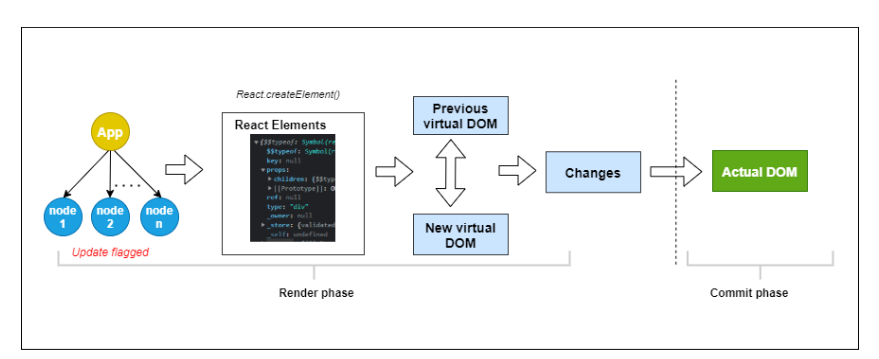 React.createElement()
App
node
1
node
2
node
n
Update flagged
React Elements
{$$typeof: Symbol(re
$$typeof: Symbol(r
key: null
props:
children: {$$typ
[[Prototype]]: O
ref: null
type: "div"
_owner: null
_store: {validated
_self: undefined
Previous
virtual DOM
New virtual
DOM
Changes
Actual DOM
Render phase
Commit phase